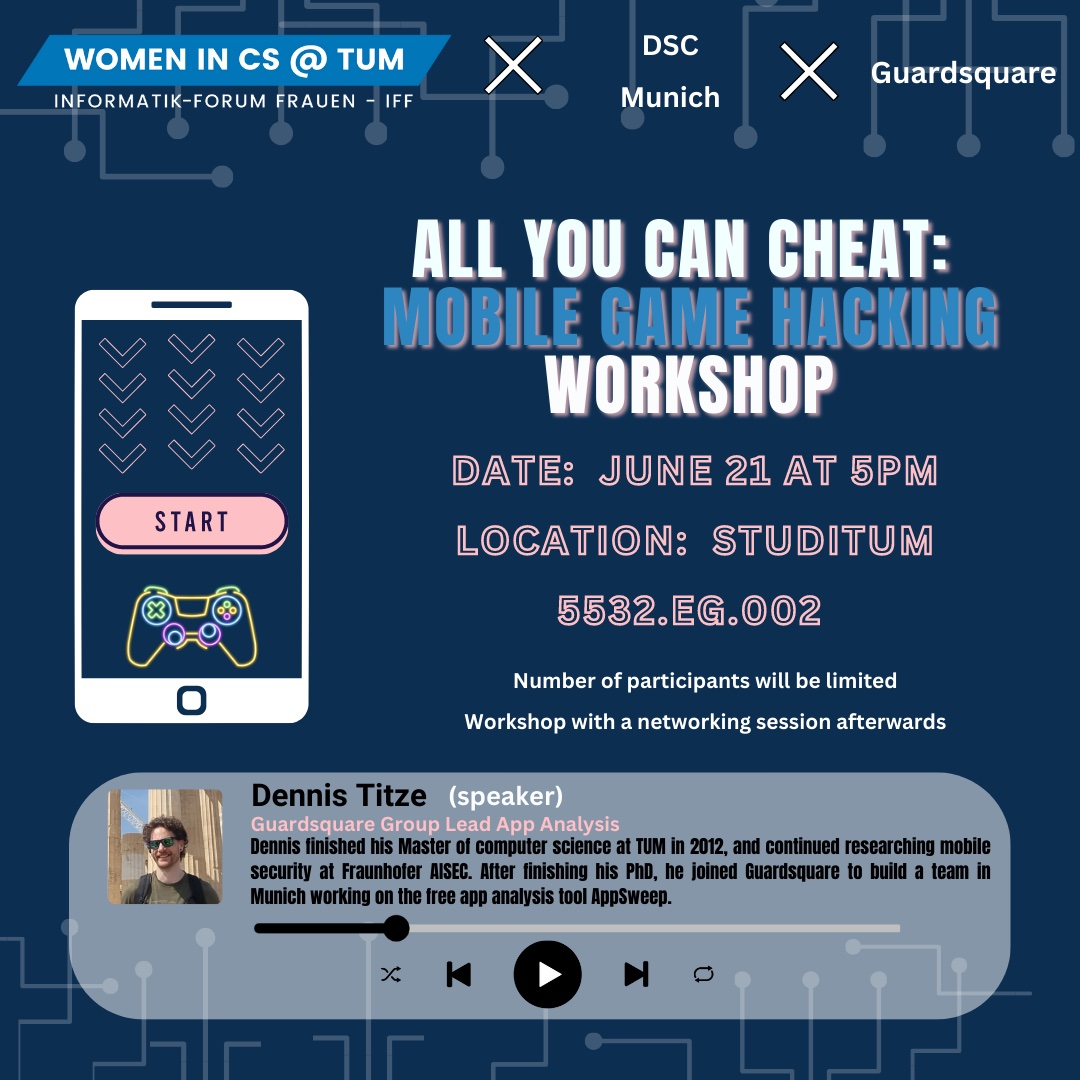 WOMEN IN CS @ TUM
INFORMATIK-FORUM FRAUEN - IFF
DSC
Munich
Guardsquare
ALL YOU CAN CHEAT:
MOBILE GAME HACKING
WORKSHOP
DATE: JUNE 21 AT 5PM
LOCATION: STUDITUM
5532.EG.002
START
Number of participants will be limited
Workshop with a networking session afterwards
Dennis Titze (speaker)
Guardsquare Group Lead App Analysis
Dennis finished his Master of computer science at TUM in 2012, and continued researching mobile
security at Fraunhofer AISEC. After finishing his PhD, he joined Guardsquare to build a team in
Munich working on the free app analysis tool AppSweep.